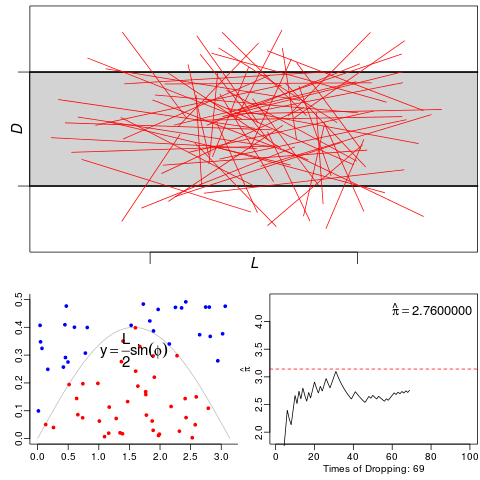 D
L
0.0 0.1 0.2 0.3 0.4 0.5
y = L/2 sin(ϕ)
0.0 0.5 1.0 1.5 2.0 2.5 3.0
π̂ = 2.7600000
π̂
2.0 2.5 3.0 3.5 4.0
0 20 40 60 80 100
Times of Dropping: 69